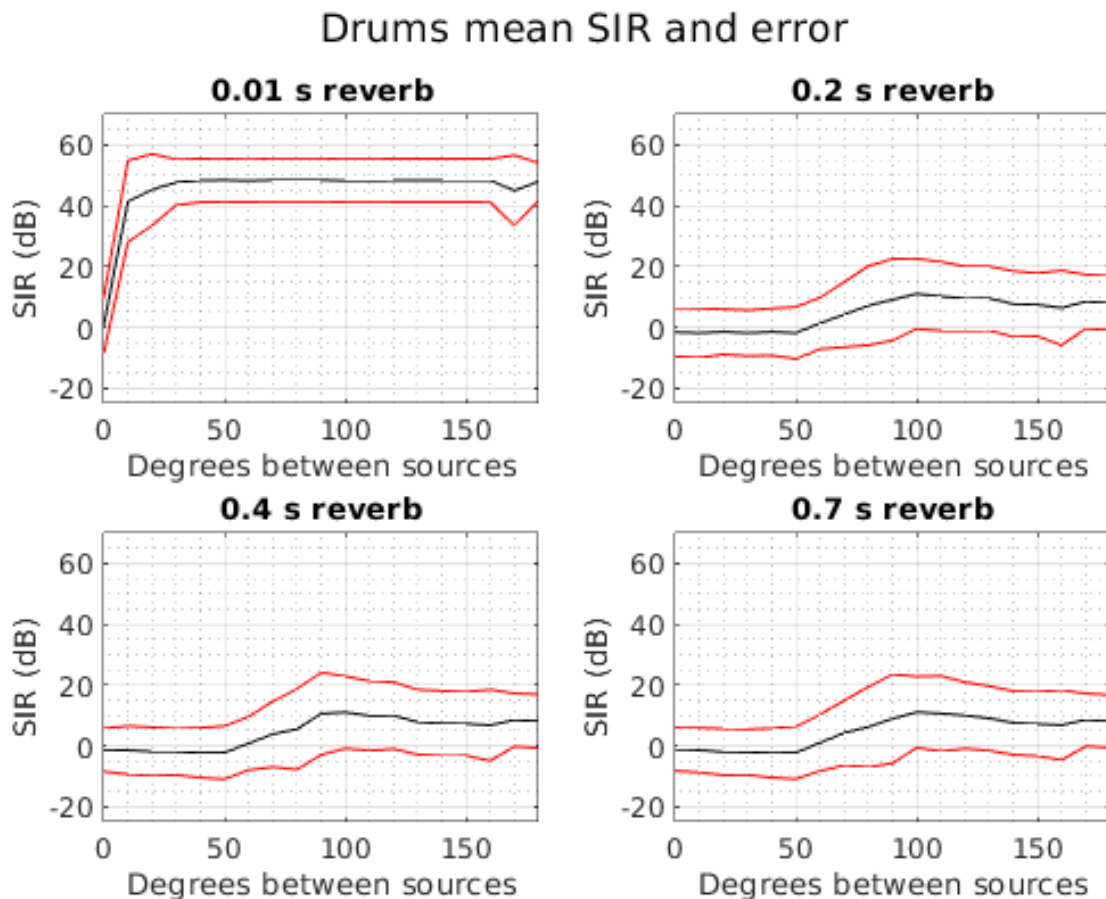 Drums mean SIR and error
0.01 s reverb
SIR (dB)
60
40
20
0
-20
0 50 100 150
Degrees between sources
0.2 s reverb
SIR (dB)
60
40
20
0
-20
0 50 100 150
Degrees between sources
0.4 s reverb
SIR (dB)
60
40
20
0
-20
0 50 100 150
Degrees between sources
0.7 s reverb
SIR (dB)
60
40
20
0
-20
0 50 100 150
Degrees between sources